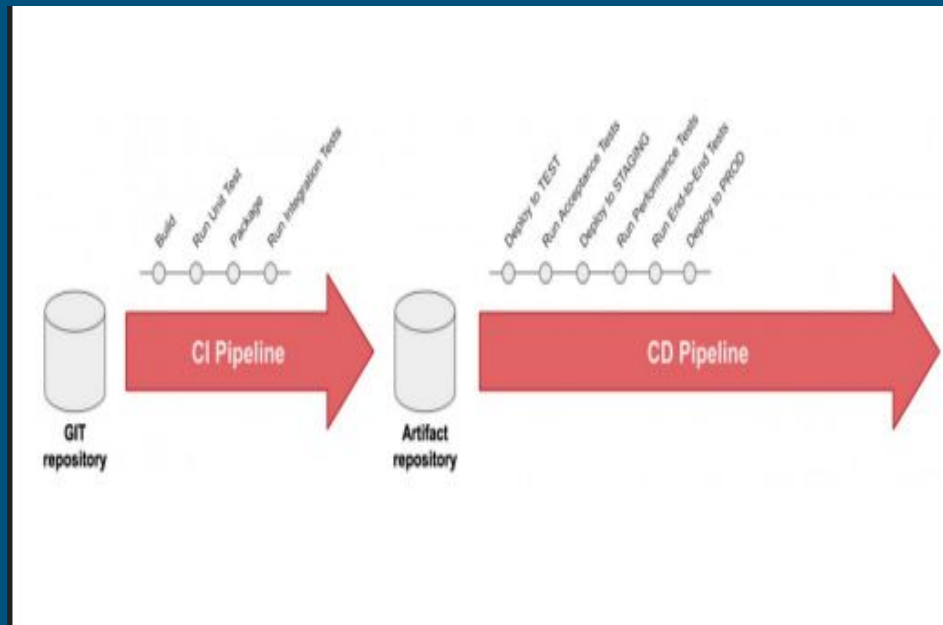 Build
Run Unit Test
Package
Run Integration Tests
Deploy to TEST
Run Acceptance Tests
Deploy to STAGING
Run Performance Tests
Run End-to-End Tests
Deploy to PROD
CI Pipeline
CD Pipeline
GIT
repository
Artifact
repository